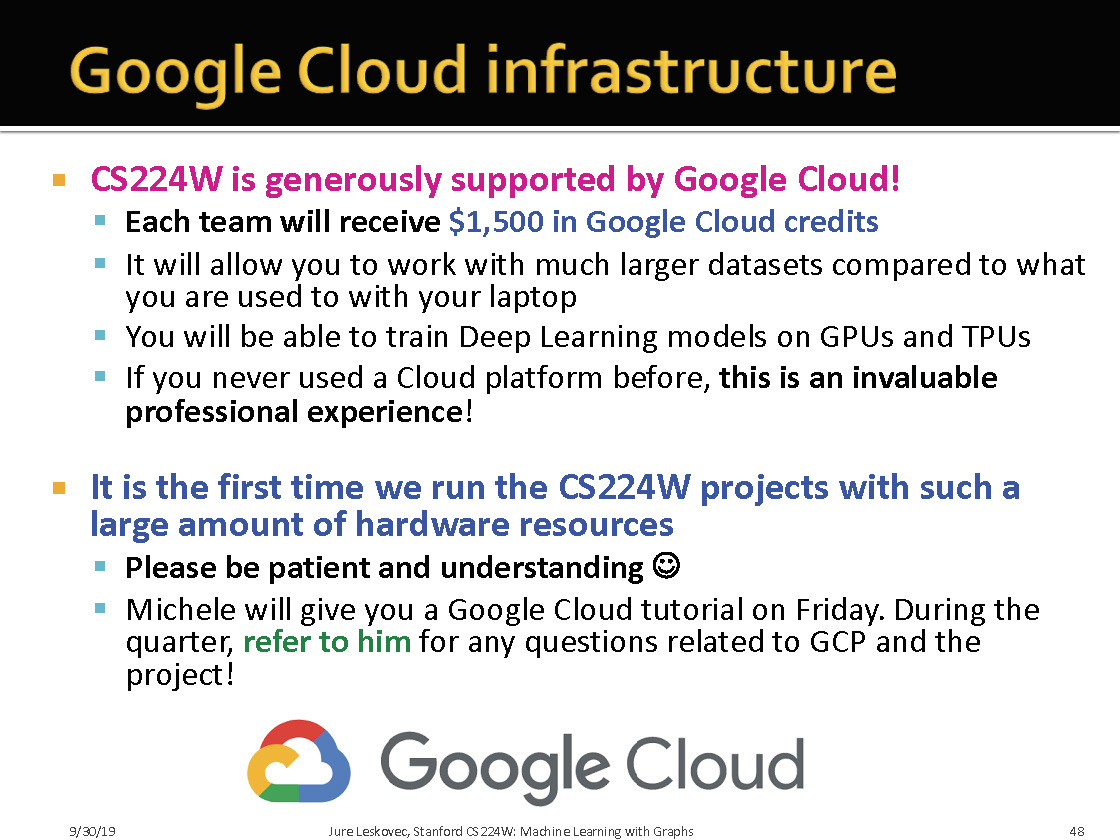 Google Cloud infrastructure
CS224W is generously supported by Google Cloud!
Each team will receive $1,500 in Google Cloud credits
It will allow you to work with much larger datasets compared to what
you are used to with your laptop
You will be able to train Deep Learning models on GPUs and TPUs
If you never used a Cloud platform before, this is an invaluable
professional experience!
It is the first time we run the CS224W projects with such a
large amount of hardware resources
Please be patient and understanding ☺
Michele will give you a Google Cloud tutorial on Friday. During the
quarter, refer to him for any questions related to GCP and the
project!
Google Cloud
9/30/19
Jure Leskovec, Stanford CS224W: Machine Learning with Graphs
48